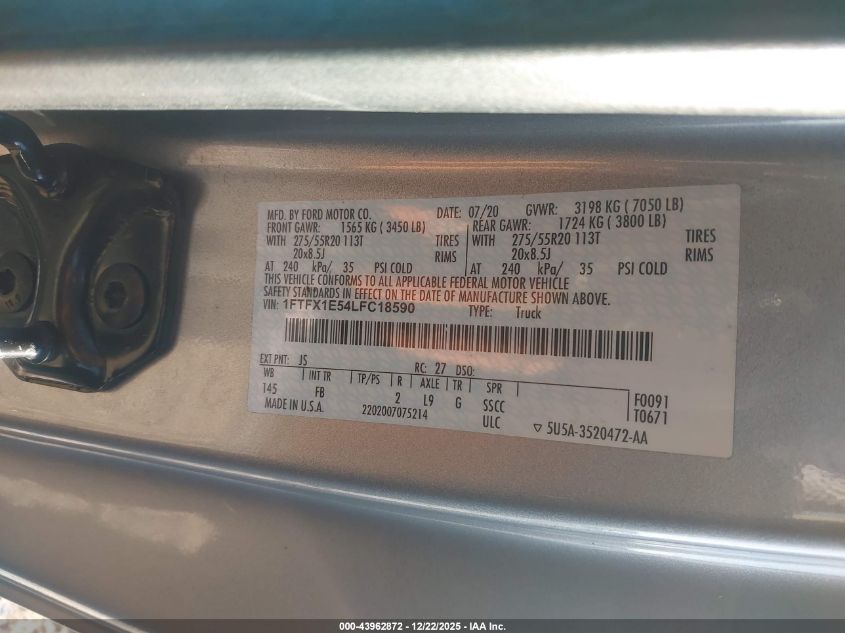 MFD. BY FORD MOTOR CO. DATE: 07/20 GVWR: 3198 KG ( 7050 LB)
FRONT GAWR: 1565 KG ( 3450 LB) REAR GAWR: 1724 KG ( 3800 LB)
WITH 275/55R20 113T TIRES WITH 275/55R20 113T TIRES
20x8.5J RIMS 20x8.5J RIMS
AT 240 kPa/ 35 PSI COLD AT 240 kPa/ 35 PSI COLD
THIS VEHICLE CONFORMS TO ALL APPLICABLE FEDERAL MOTOR VEHICLE
SAFETY STANDARDS IN EFFECT ON THE DATE OF MANUFACTURE SHOWN ABOVE.
VIN: 1FTFX1E54LFC18590 TYPE: Truck
EXT PNT: JS RC: 27 DSO:
WB INT TR TP/PS R AXLE TR SPR
145 FB 2 L9 G SSCC F0091
MADE IN U.S.A. 2202007075214 ULC T0671
▽ 5U5A-3520472-AA
000-43962872 - 12/22/2025 - IAA Inc.